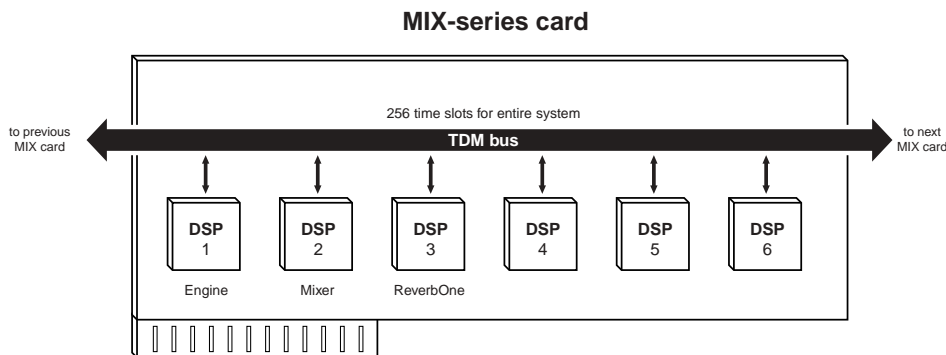 MIX-series card
256 time slots for entire system
to previous
MIX card
TDM bus
to next
MIX card
DSP
1
DSP
2
DSP
3
DSP
4
DSP
5
DSP
6
Engine
Mixer
ReverbOne